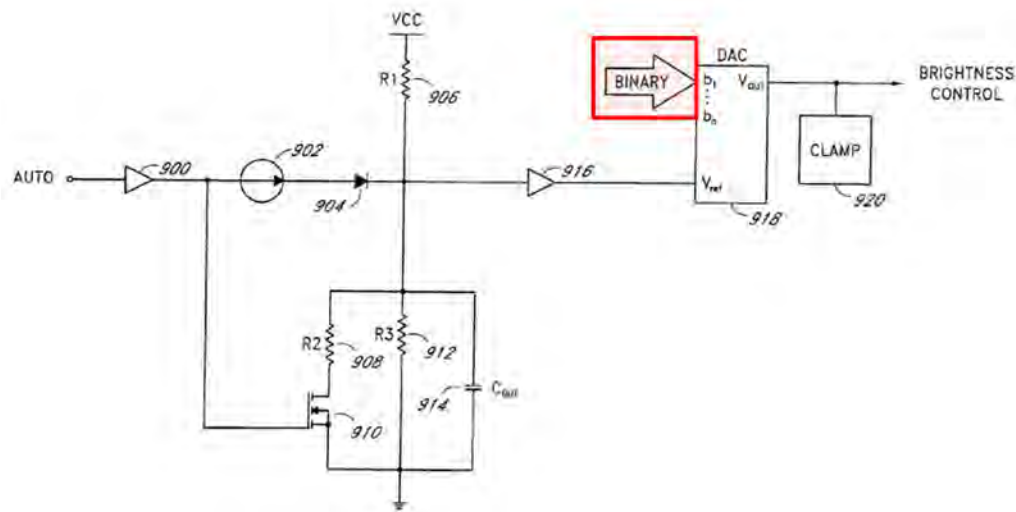 VCC
R1
906
BINARY
DAC
b1
⋮
bn
Vout
BRIGHTNESS
CONTROL
CLAMP
920
AUTO
900
902
904
916
Vref
918
R2
908
R3
912
914
Cout
910